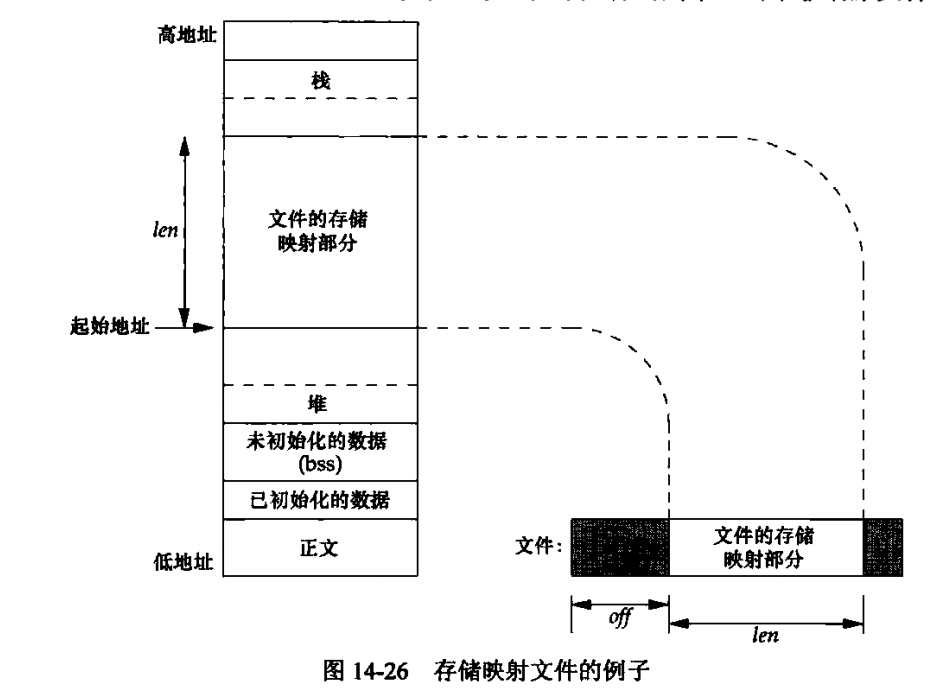 高地址
栈
len
文件的存储
映射部分
起始地址
堆
未初始化的数据
(bss)
已初始化的数据
正文
低地址
文件:
文件的存储
映射部分
off
len
图 14-26 存储映射文件的例子